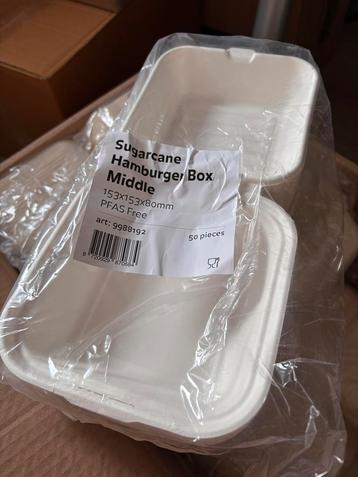 Sugarcane
Hamburger Box
Middle
153x153x80mm
PFAS Free
art: 9988192
50 pieces